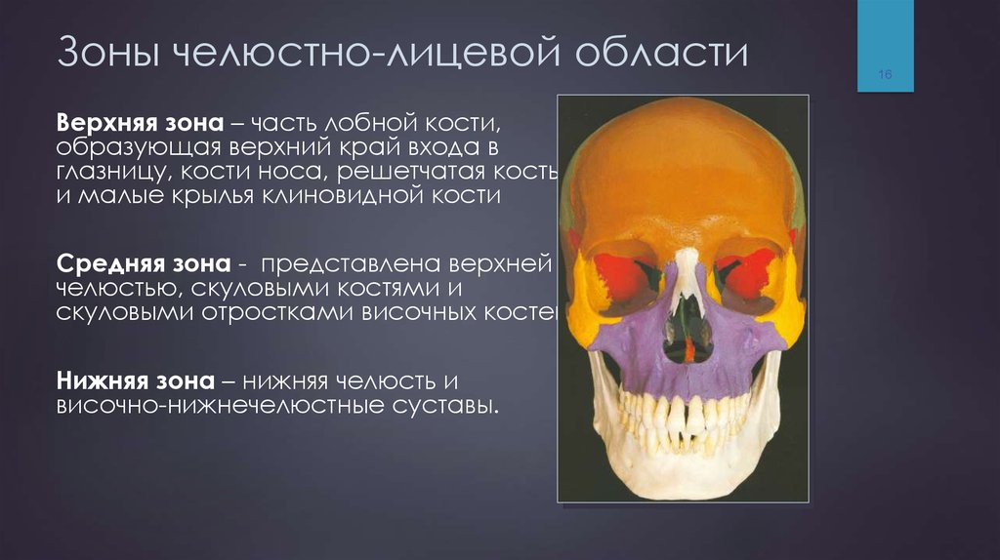 Зоны челюстно-лицевой области
16
Верхняя зона – часть лобной кости,
образующая верхний край входа в
глазницу, кости носа, решетчатая кость
и малые крылья клиновидной кости
Средняя зона - представлена верхней
челюстью, скуловыми костями и
скуловыми отростками височных костей
Нижняя зона – нижняя челюсть и
височно-нижнечелюстные суставы.